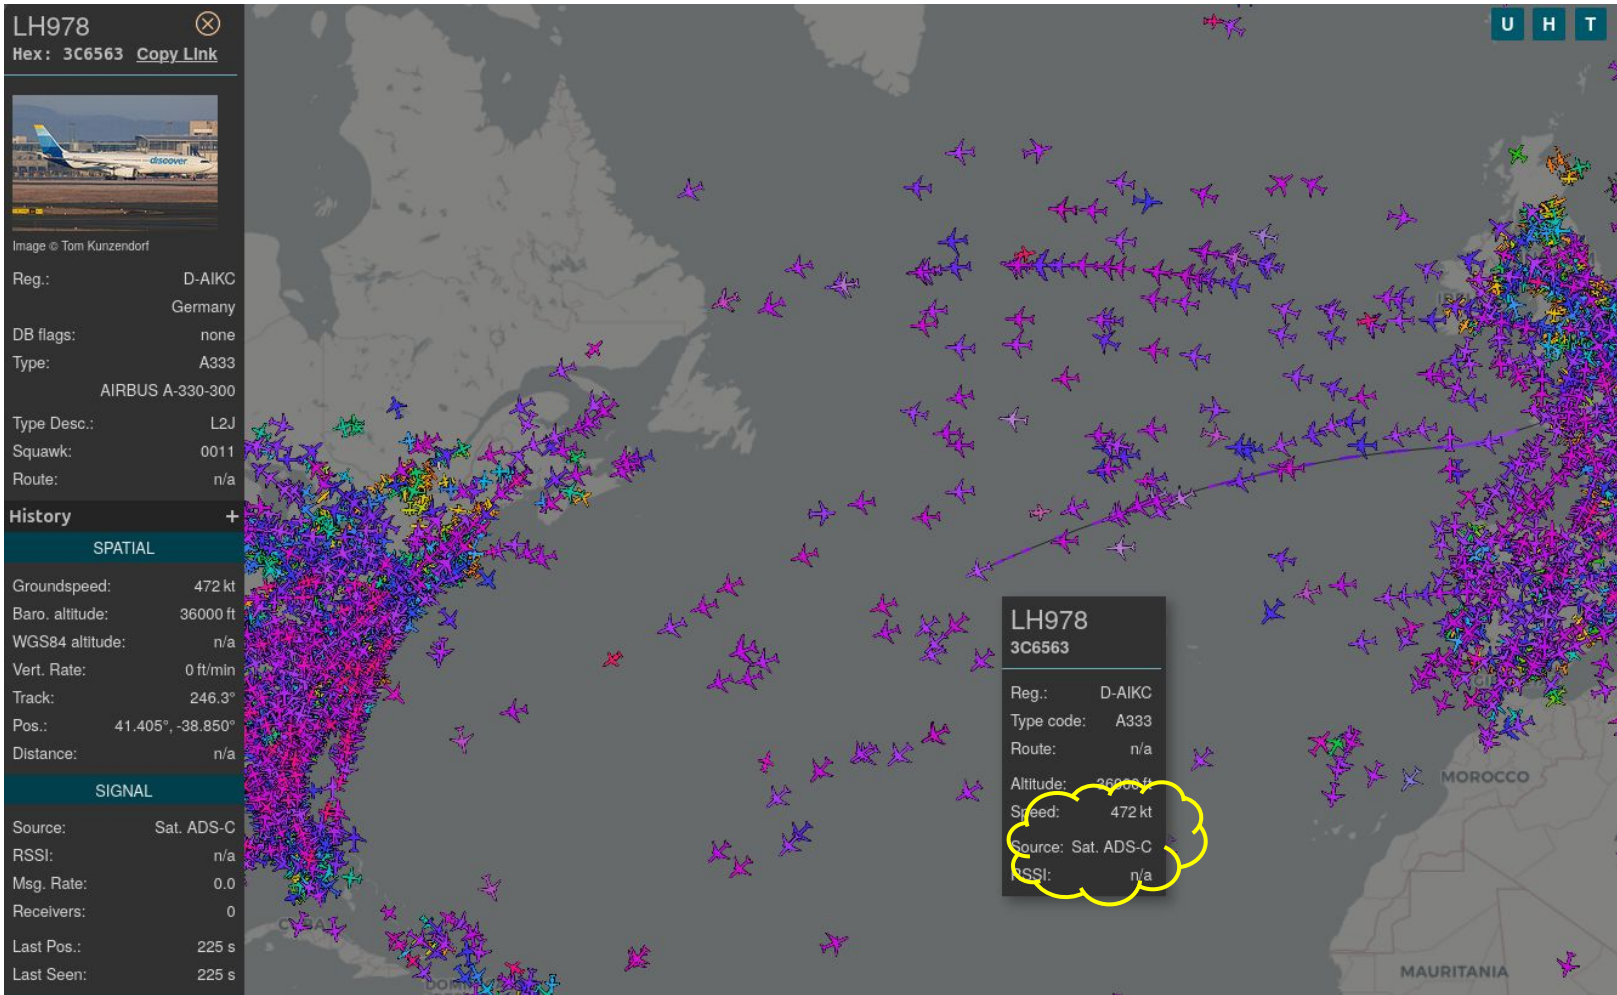 LH978
Hex: 3C6563 Copy Link
discover
Image © Tom Kunzendorf
Reg.: D-AIKC
Germany
DB flags: none
Type: A333
AIRBUS A-330-300
Type Desc.: L2J
Squawk: 0011
Route: n/a
History +
SPATIAL
Groundspeed: 472 kt
Baro. altitude: 36000 ft
WGS84 altitude: n/a
Vert. Rate: 0 ft/min
Track: 246.3°
Pos.: 41.405°, -38.850°
Distance: n/a
SIGNAL
Source: Sat. ADS-C
RSSI: n/a
Msg. Rate: 0.0
Receivers: 0
Last Pos.: 225 s
Last Seen: 225 s
U H T
LH978
3C6563
Reg.: D-AIKC
Type code: A333
Route: n/a
Altitude: 36000 ft
Speed: 472 kt
Source: Sat. ADS-C
RSSI: n/a
MOROCCO
MAURITANIA
CUBA